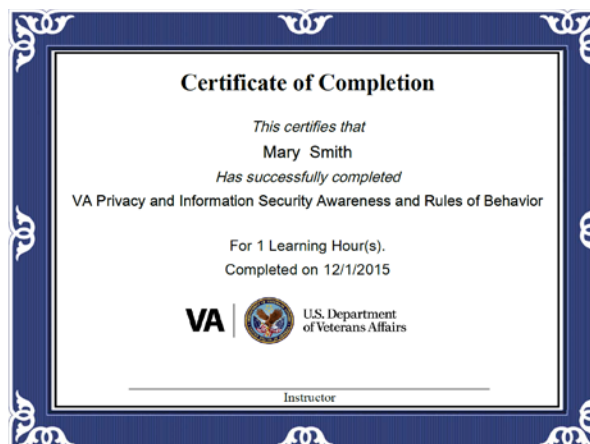 Certificate of Completion
This certifies that
Mary Smith
Has successfully completed
VA Privacy and Information Security Awareness and Rules of Behavior
For 1 Learning Hour(s).
Completed on 12/1/2015
VA
U.S. Department
of Veterans Affairs
Instructor